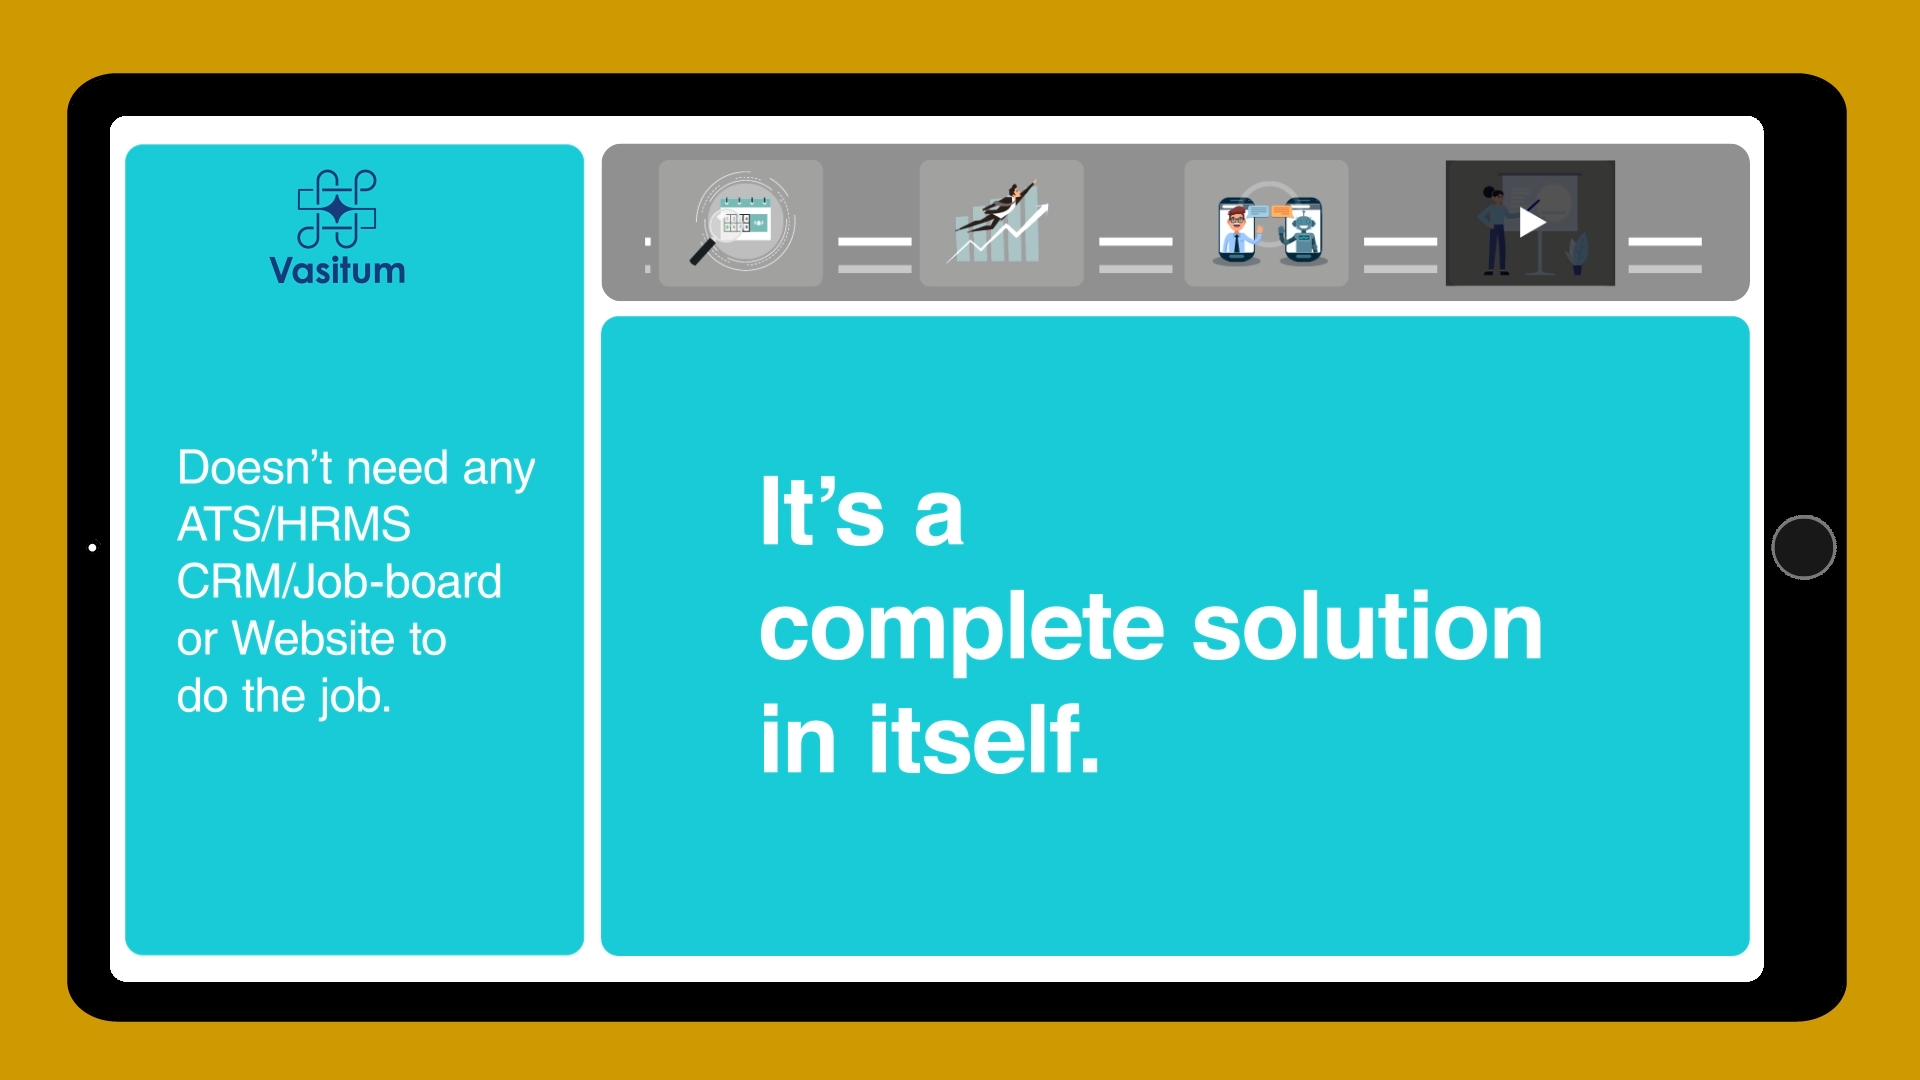 Vasitum
Doesn’t need any
ATS/HRMS
CRM/Job-board
or Website to
do the job.
It’s a
complete solution
in itself.